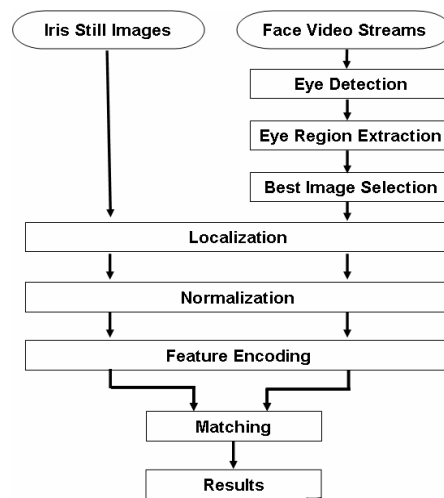 Iris Still Images
Face Video Streams
Eye Detection
Eye Region Extraction
Best Image Selection
Localization
Normalization
Feature Encoding
Matching
Results